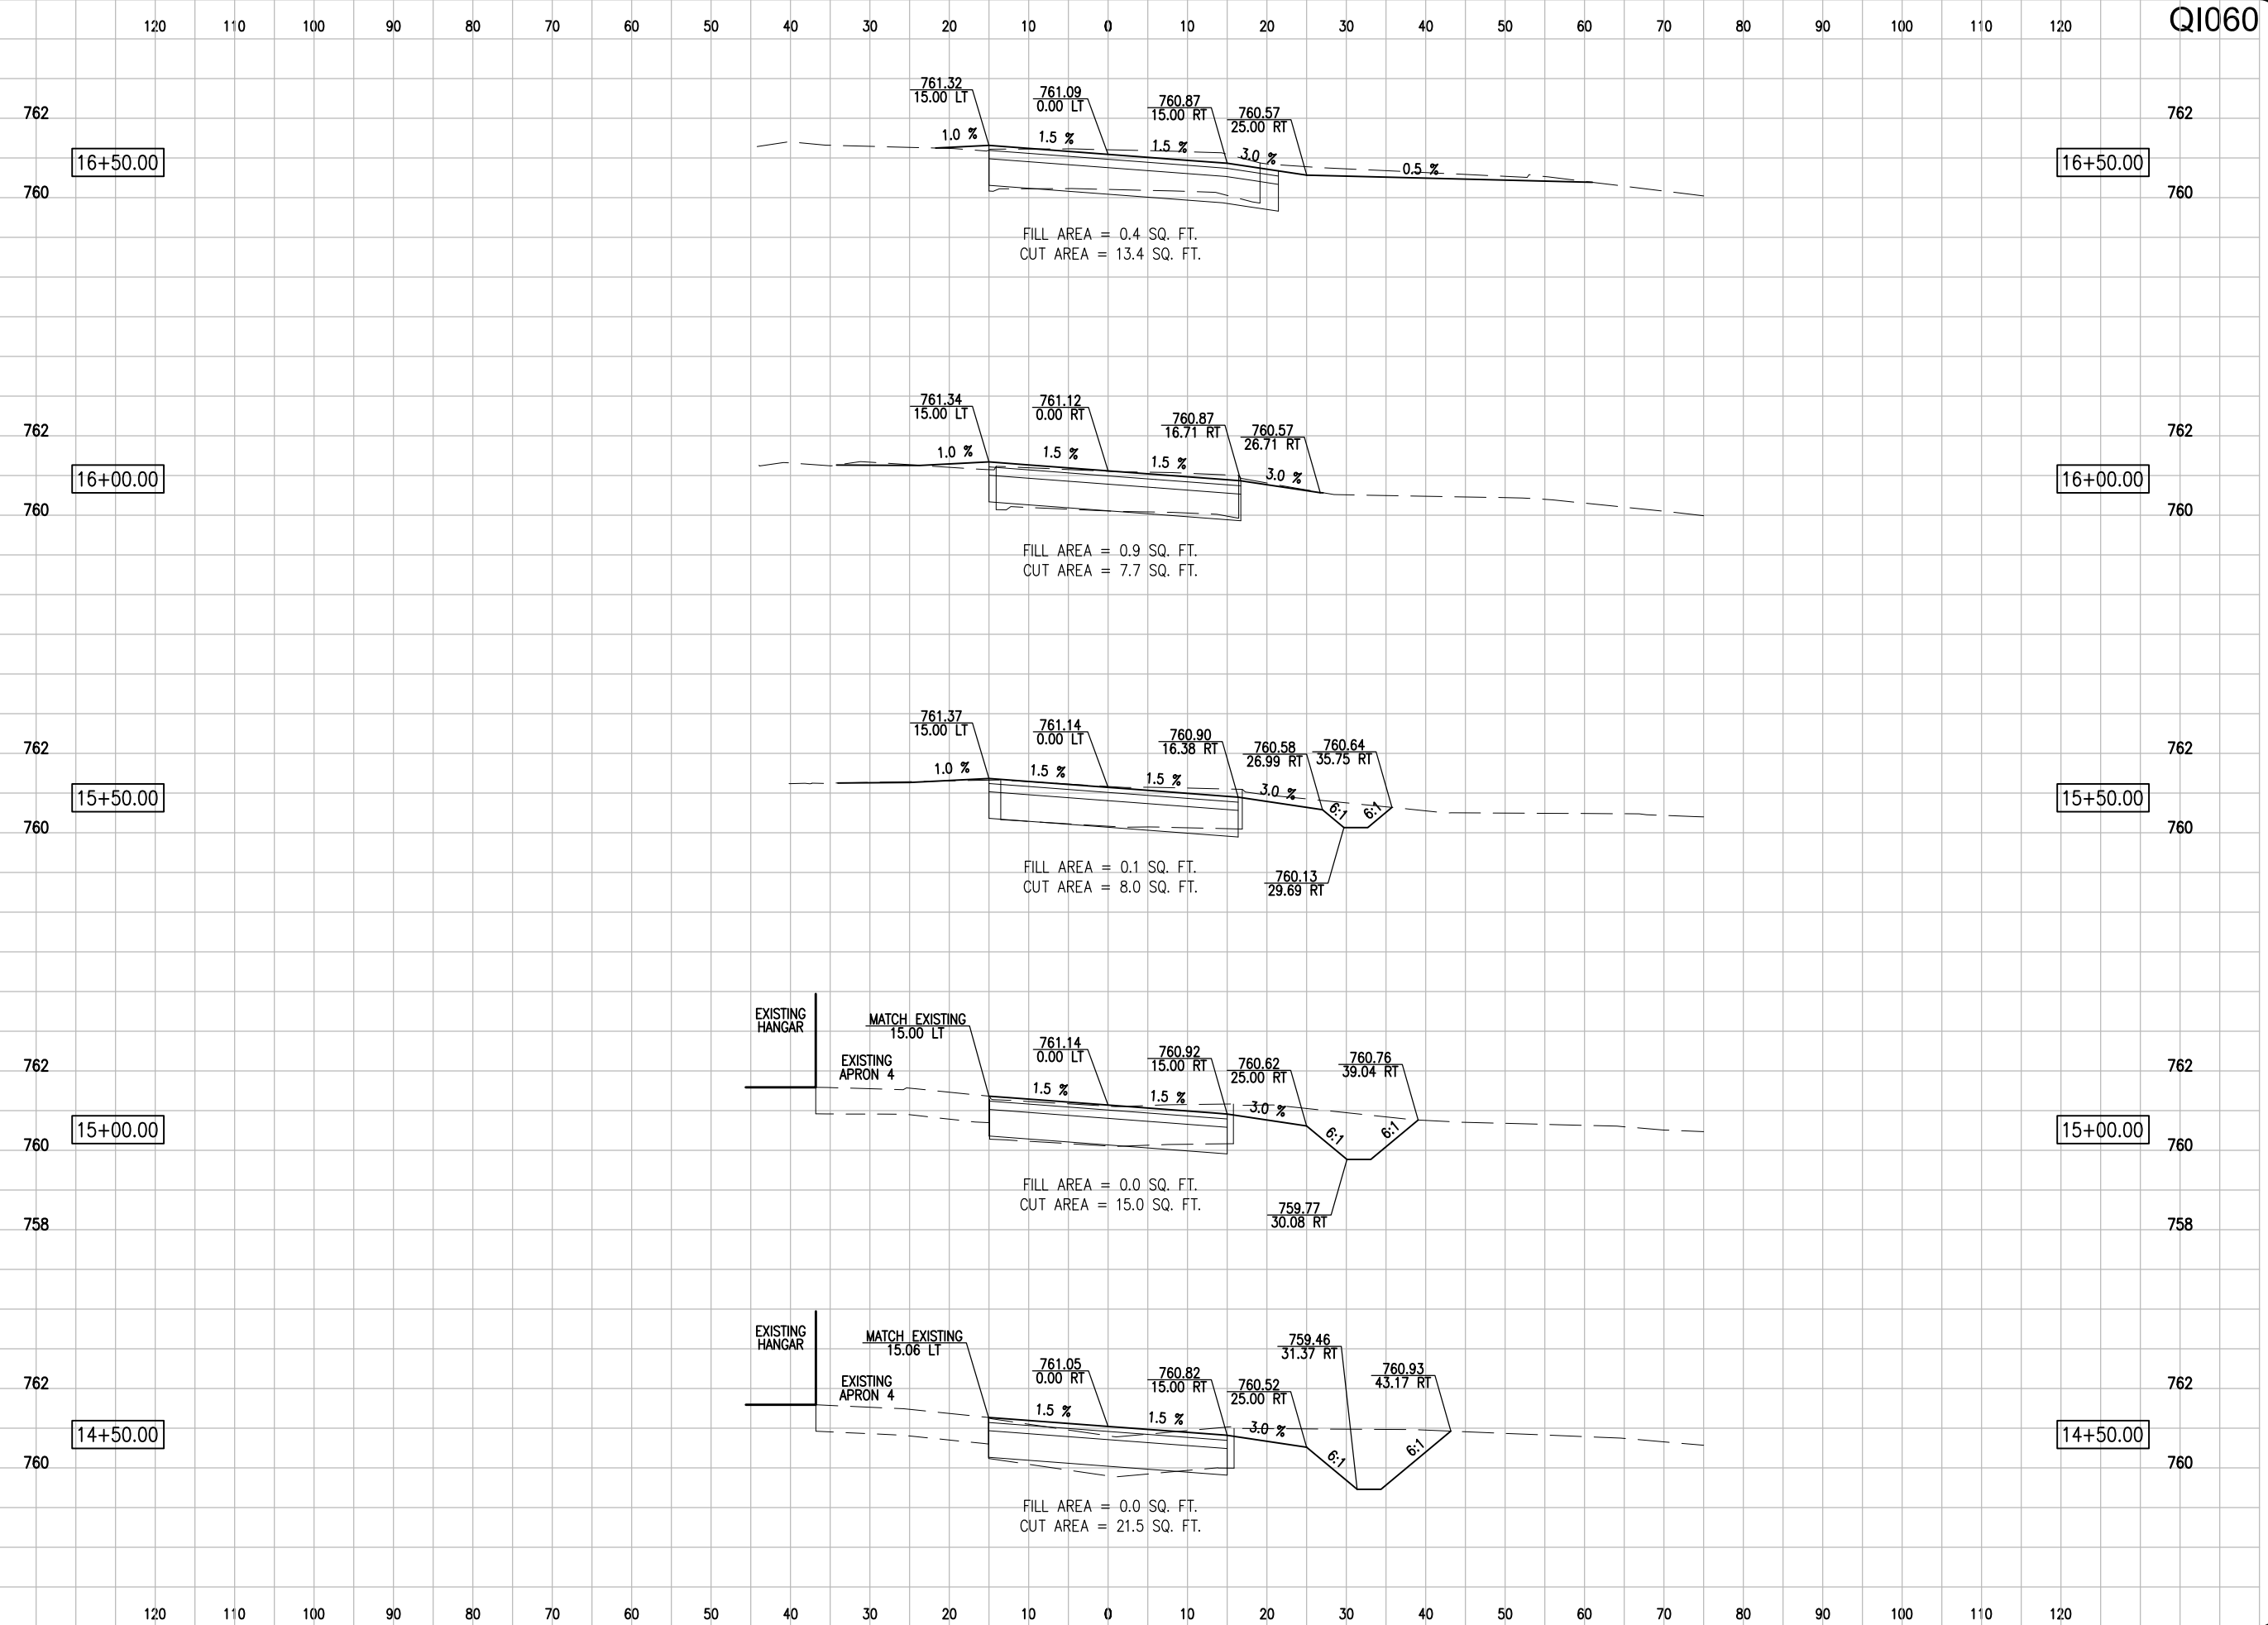 120 110 100 90 80 70 60 50 40 30 20 10 0 10 20 30 40 50 60 70 80 90 100 110 120
QI060
761.32
15.00 LT
761.09
0.00 LT
760.87
15.00 RT
760.57
25.00 RT
762 762
1.0 % 1.5 % 1.5 % 3.0 % 0.5 %
16+50.00 16+50.00
760 760
FILL AREA = 0.4 SQ. FT.
CUT AREA = 13.4 SQ. FT.
761.34
15.00 LT
761.12
0.00 RT
760.87
16.71 RT
760.57
26.71 RT
762 762
1.0 % 1.5 % 1.5 % 3.0 %
16+00.00 16+00.00
760 760
FILL AREA = 0.9 SQ. FT.
CUT AREA = 7.7 SQ. FT.
761.37
15.00 LT
761.14
0.00 LT
760.90
16.38 RT
760.58
26.99 RT
760.64
35.75 RT
762 762
1.0 % 1.5 % 1.5 % 3.0 % 6:1 6:1
15+50.00 15+50.00
760 760
FILL AREA = 0.1 SQ. FT.
CUT AREA = 8.0 SQ. FT.
760.13
29.69 RT
EXISTING
HANGAR
MATCH EXISTING
15.00 LT
761.14
0.00 LT
760.92
15.00 RT
760.62
25.00 RT
760.76
39.04 RT
EXISTING
APRON 4
762 762
1.5 % 1.5 % 3.0 % 6:1 6:1
15+00.00 15+00.00
760 760
FILL AREA = 0.0 SQ. FT.
CUT AREA = 15.0 SQ. FT.
759.77
30.08 RT
758 758
EXISTING
HANGAR
MATCH EXISTING
15.06 LT
761.05
0.00 RT
760.82
15.00 RT
760.52
25.00 RT
759.46
31.37 RT
760.93
43.17 RT
EXISTING
APRON 4
762 762
1.5 % 1.5 % 3.0 % 6:1 6:1
14+50.00 14+50.00
760 760
FILL AREA = 0.0 SQ. FT.
CUT AREA = 21.5 SQ. FT.
120 110 100 90 80 70 60 50 40 30 20 10 0 10 20 30 40 50 60 70 80 90 100 110 120